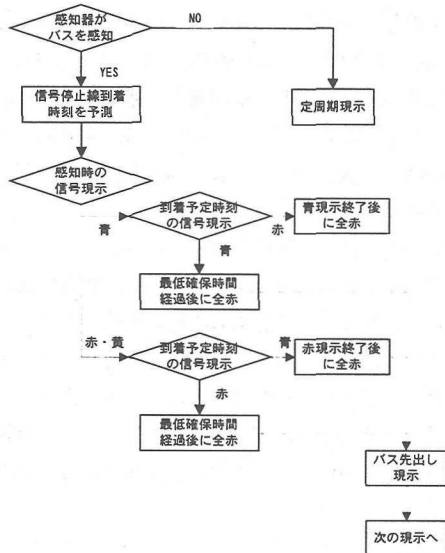 感知器が
バスを感知
NO
YES
信号停止線到着
時刻を予測
定周期現示
感知時の
信号現示
青
到着予定時刻
の信号現示
赤
青現示終了後
に全赤
青
最低確保時間
経過後に全赤
赤・黄
到着予定時刻
の信号現示
青
赤現示終了後
に全赤
赤
最低確保時間
経過後に全赤
バス先出し
現示
次の現示へ